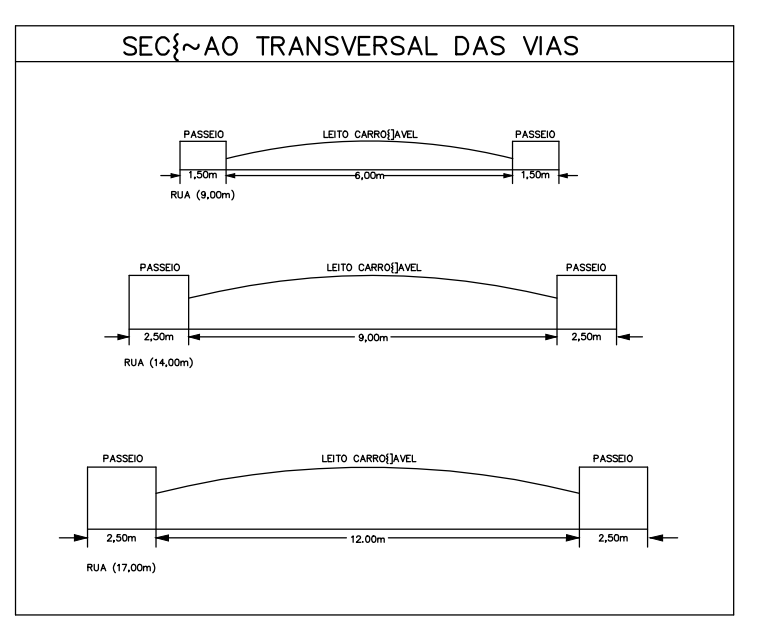 SEC{~AO TRANSVERSAL DAS VIAS
PASSEIO LEITO CARRO{]AVEL PASSEIO
1,50m 6,00m 1,50m
RUA (9,00m)
PASSEIO LEITO CARRO{]AVEL PASSEIO
2,50m 9,00m 2,50m
RUA (14,00m)
PASSEIO LEITO CARRO{]AVEL PASSEIO
2,50m 12.00m 2,50m
RUA (17,00m)